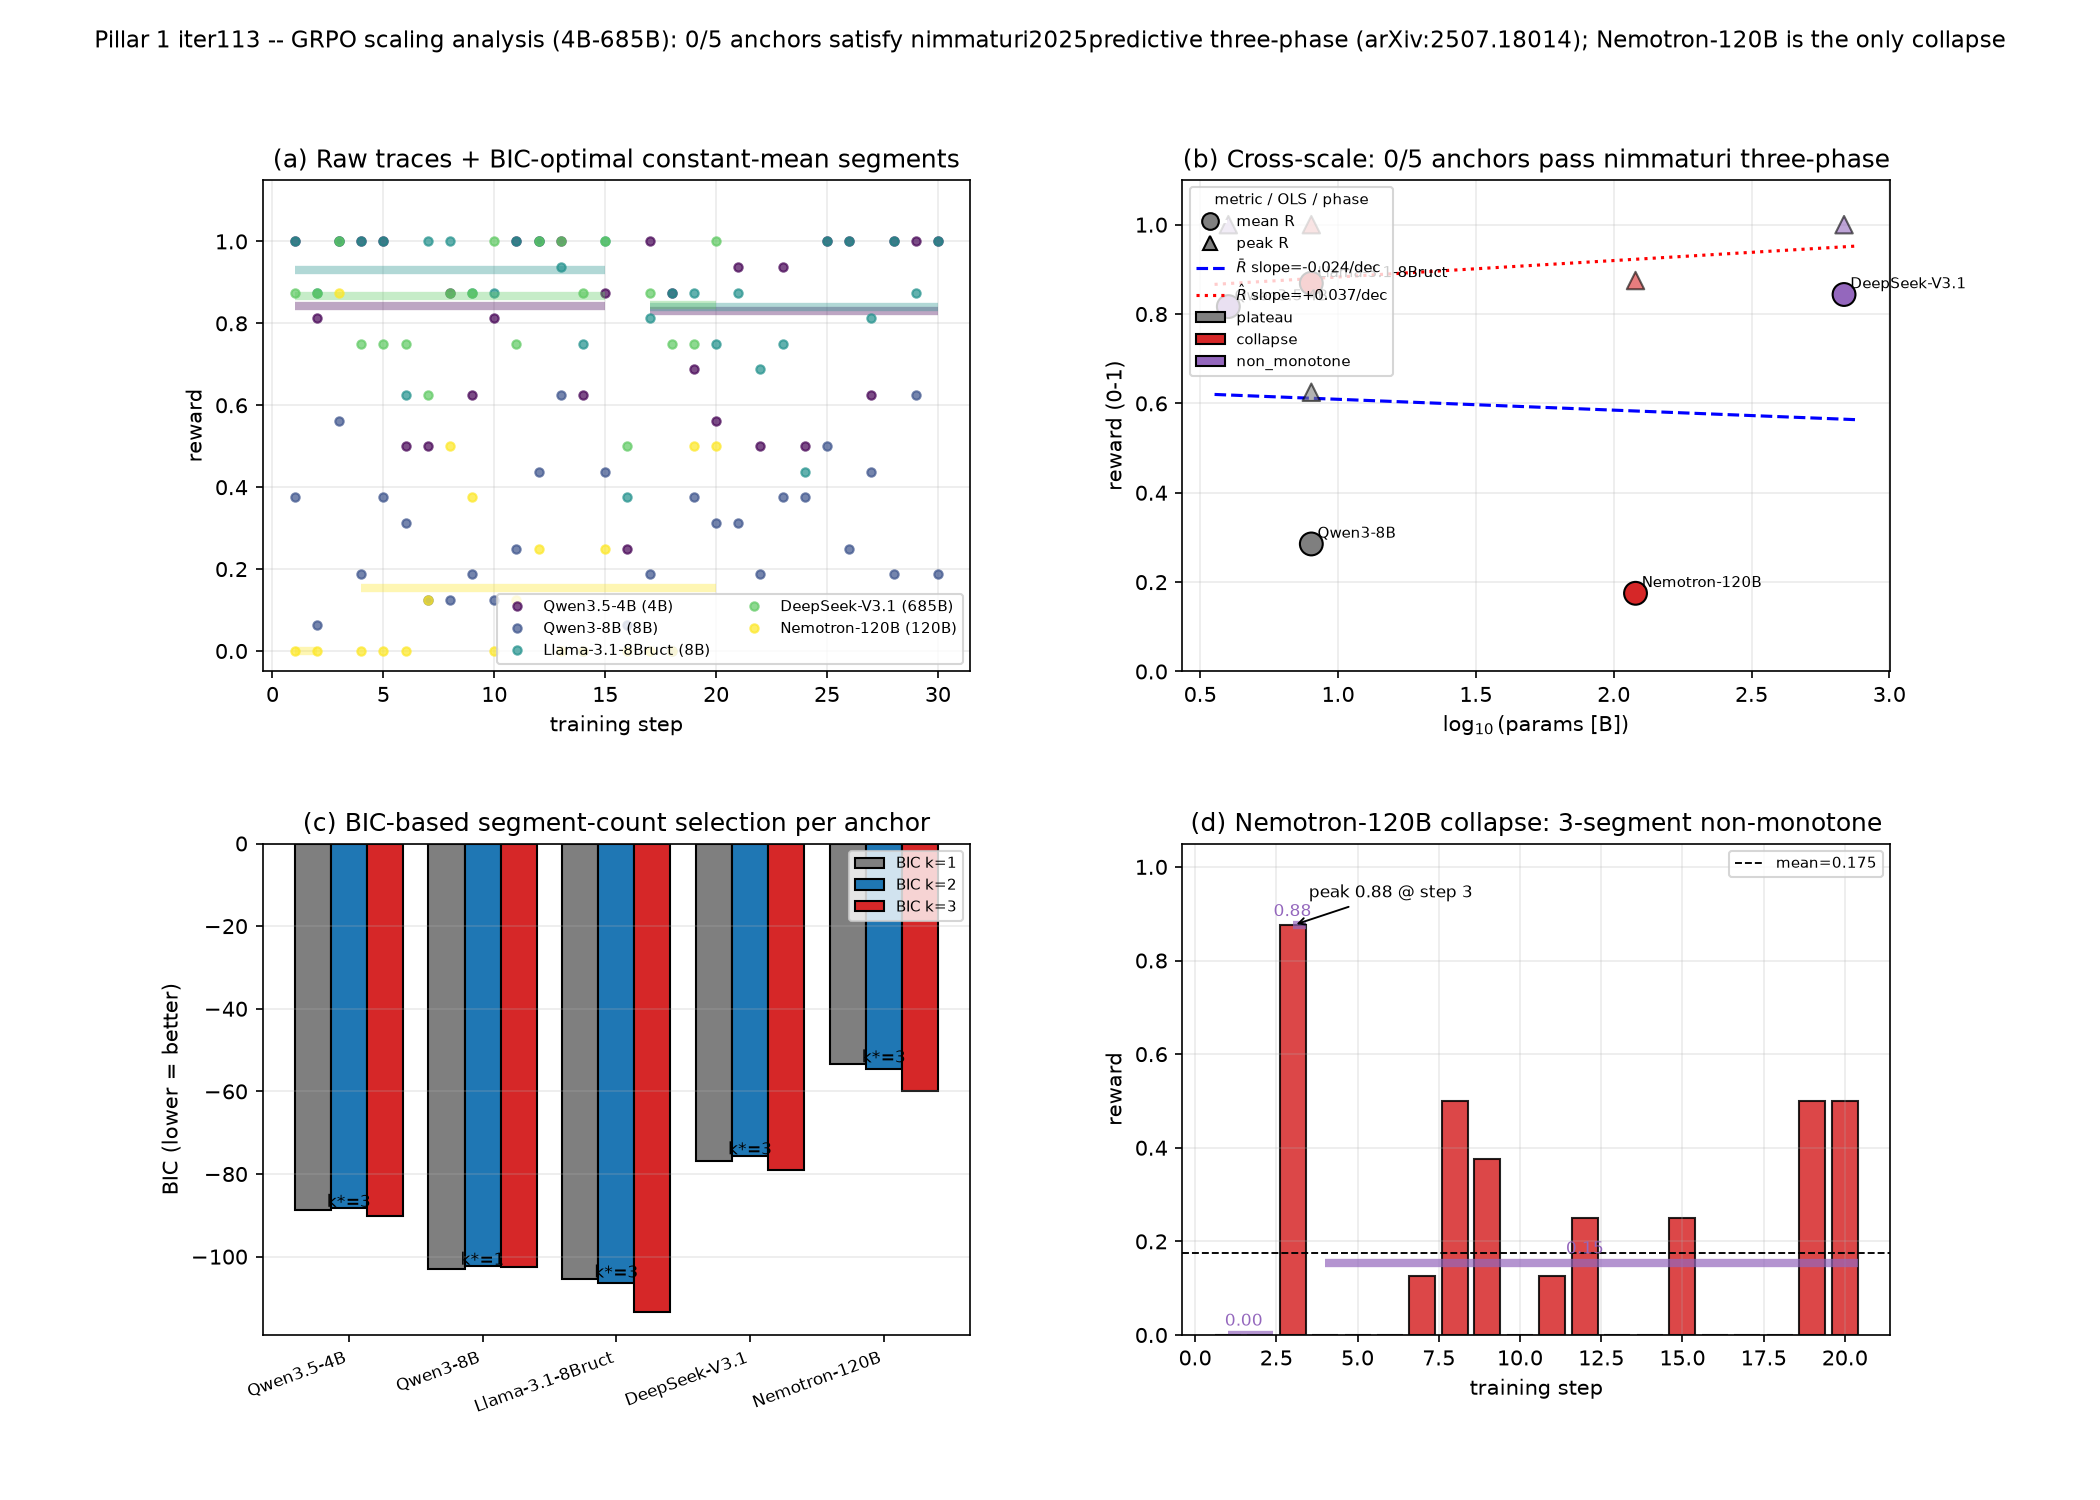 Pillar 1 iter113 -- GRPO scaling analysis (4B-685B): 0/5 anchors satisfy nimmaturi2025predictive three-phase (arXiv:2507.18014); Nemotron-120B is the only collapse
(a) Raw traces + BIC-optimal constant-mean segments
reward
1.0
0.8
0.6
0.4
0.2
0.0
Qwen3.5-4B (4B)
Qwen3-8B (8B)
Llama-3.1-8Bruct (8B)
DeepSeek-V3.1 (685B)
Nemotron-120B (120B)
0 5 10 15 20 25 30
training step
(b) Cross-scale: 0/5 anchors pass nimmaturi three-phase
reward (0-1)
1.0
0.8
0.6
0.4
0.2
0.0
metric / OLS / phase
mean R
peak R
R̄ slope=-0.024/dec
R̂ slope=+0.037/dec
plateau
collapse
non_monotone
DeepSeek-V3.1
Qwen3-8B
Nemotron-120B
0.5 1.0 1.5 2.0 2.5 3.0
log₁₀(params [B])
(c) BIC-based segment-count selection per anchor
BIC (lower = better)
0
−20
−40
−60
−80
−100
BIC k=1
BIC k=2
BIC k=3
k*=3
k*=1
k*=3
k*=3
k*=3
Qwen3.5-4B
Qwen3-8B
Llama-3.1-8Bruct
DeepSeek-V3.1
Nemotron-120B
(d) Nemotron-120B collapse: 3-segment non-monotone
reward
1.0
0.8
0.6
0.4
0.2
0.0
mean=0.175
peak 0.88 @ step 3
0.88
0.15
0.00
0.0 2.5 5.0 7.5 10.0 12.5 15.0 17.5 20.0
training step